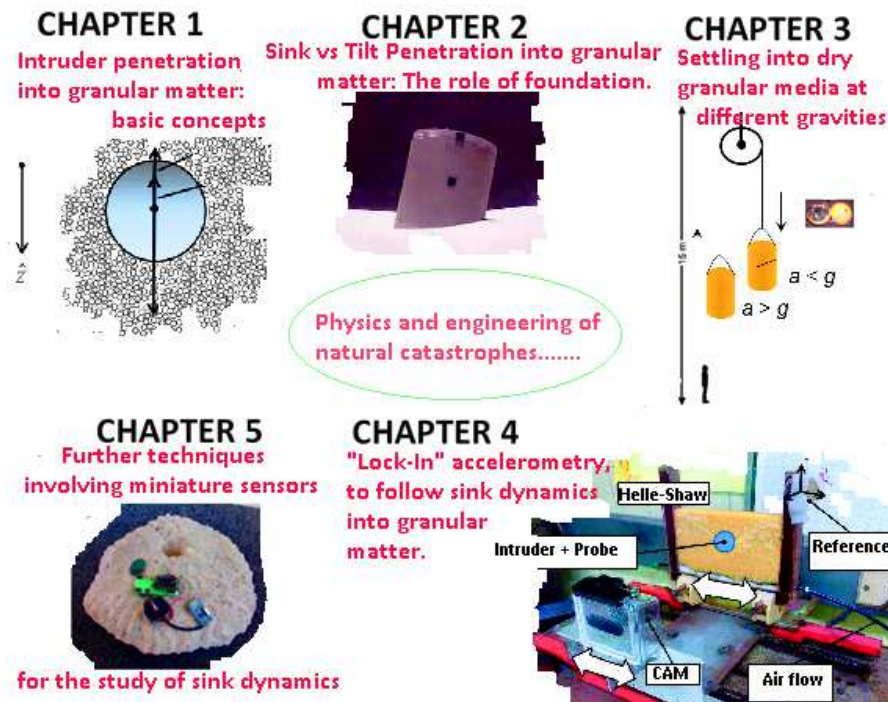 CHAPTER 1
Intruder penetration
into granular matter:
basic concepts
ẑ
CHAPTER 2
Sink vs Tilt Penetration into granular
matter: The role of foundation.
CHAPTER 3
Settling into dry
granular media at
different gravities
15 m
a < g
a > g
Physics and engineering of
natural catastrophes.......
CHAPTER 5
Further techniques
involving miniature sensors
for the study of sink dynamics
CHAPTER 4
"Lock-In" accelerometry,
to follow sink dynamics
into granular
matter.
Helle-Shaw
Intruder + Probe
Reference
CAM
Air flow